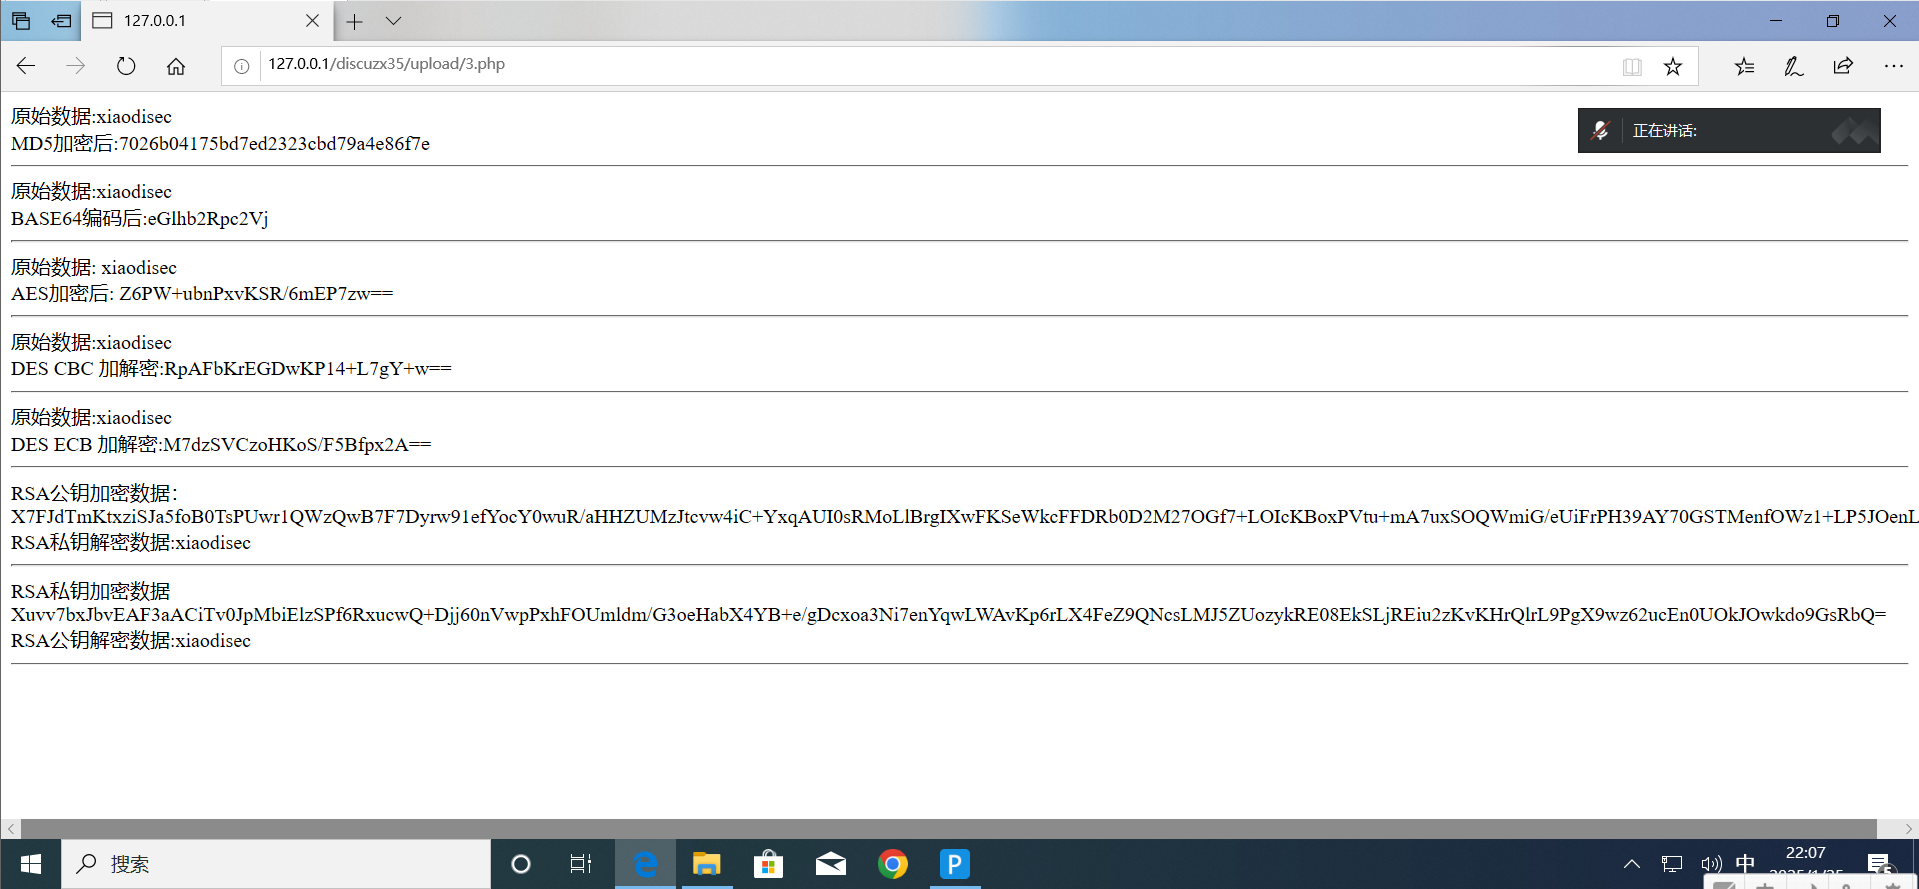 127.0.0.1
127.0.0.1/discuzx35/upload/3.php
原始数据:xiaodisec
MD5加密后:7026b04175bd7ed2323cbd79a4e86f7e
正在讲话:
原始数据:xiaodisec
BASE64编码后:eGlhb2Rpc2Vj
原始数据: xiaodisec
AES加密后: Z6PW+ubnPxvKSR/6mEP7zw==
原始数据:xiaodisec
DES CBC 加解密:RpAFbKrEGDwKP14+L7gY+w==
原始数据:xiaodisec
DES ECB 加解密:M7dzSVCzoHKoS/F5Bfpx2A==
RSA公钥加密数据：
X7FJdTmKtxziSJa5foB0TsPUwr1QWzQwB7F7Dyrw91efYocY0wuR/aHHZUMzJtcvw4iC+YxqAUI0sRMoLlBrgIXwFKSeWkcFFDRb0D2M27OGf7+LOIcKBoxPVtu+mA7uxSOQWmiG/eUiFrPH39AY70GSTMenfOWz1+LP5JOenL
RSA私钥解密数据:xiaodisec
RSA私钥加密数据
Xuvv7bxJbvEAF3aACiTv0JpMbiElzSPf6RxucwQ+Djj60nVwpPxhFOUmldm/G3oeHabX4YB+e/gDcxoa3Ni7enYqwLWAvKp6rLX4FeZ9QNcsLMJ5ZUozykRE08EkSLjREiu2zKvKHrQlrL9PgX9wz62ucEn0UOkJOwkdo9GsRbQ=
RSA公钥解密数据:xiaodisec
搜索
中
22:07